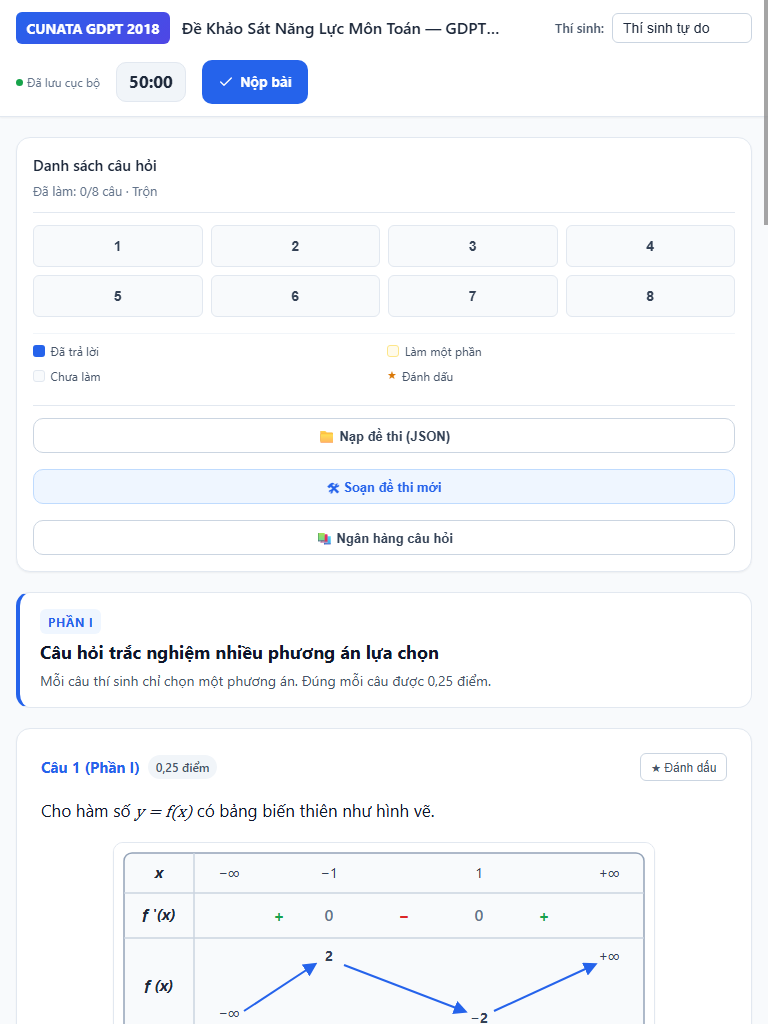 CUNATA GDPT 2018 Đề Khảo Sát Năng Lực Môn Toán — GDPT... Thí sinh: Thí sinh tự do
Đã lưu cục bộ 50:00 ✓ Nộp bài
Danh sách câu hỏi
Đã làm: 0/8 câu · Trộn
1 2 3 4
5 6 7 8
Đã trả lời Làm một phần
Chưa làm ★ Đánh dấu
Nạp đề thi (JSON)
Soạn đề thi mới
Ngân hàng câu hỏi
PHẦN I
Câu hỏi trắc nghiệm nhiều phương án lựa chọn
Mỗi câu thí sinh chỉ chọn một phương án. Đúng mỗi câu được 0,25 điểm.
Câu 1 (Phần I) 0,25 điểm ★ Đánh dấu
Cho hàm số y = f(x) có bảng biến thiên như hình vẽ.
x −∞ −1 1 +∞
f '(x) + 0 − 0 +
2 +∞
f (x)
−∞ −2